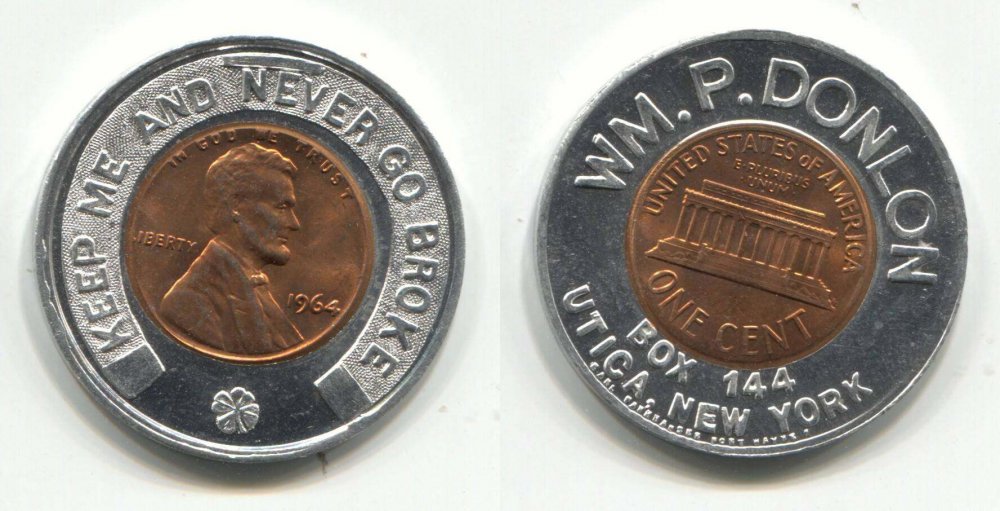 KEEP ME AND NEVER GO BROKE
IN GOD WE TRUST
LIBERTY
1964
WM. P. DONLON
UNITED STATES OF AMERICA
E·PLURIBUS
UNUM
ONE CENT
BOX 144
UTICA, NEW YORK